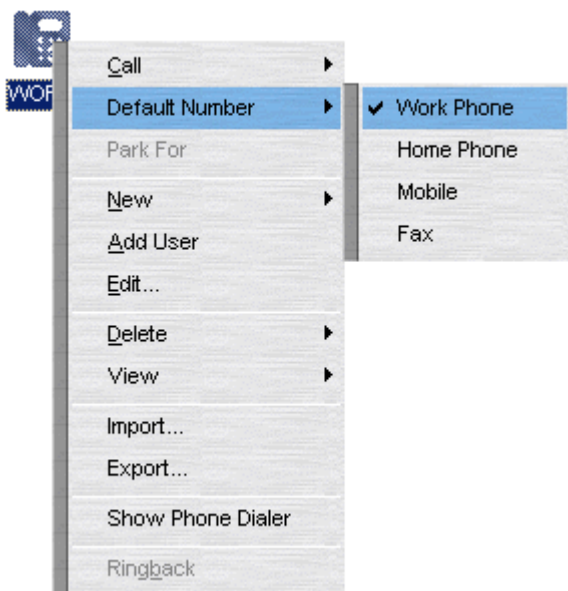 Call
Default Number
Park For
New
Add User
Edit...
Delete
View
Import...
Export...
Show Phone Dialer
Ringback
Work Phone
Home Phone
Mobile
Fax